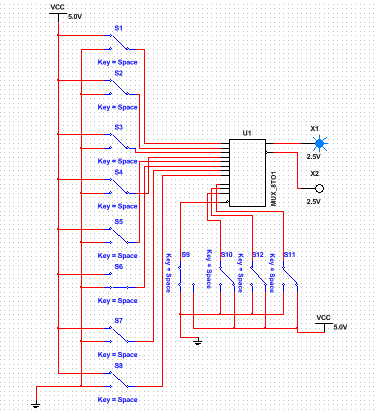 VCC
5.0V
S1
Key = Space
S2
Key = Space
S3
Key = Space
S4
Key = Space
S5
Key = Space
S6
Key = Space
S7
Key = Space
S8
Key = Space
U1
MUX_8TO1
X1
2.5V
X2
2.5V
S9
Key = Space
S10
Key = Space
S12
Key = Space
S11
Key = Space
VCC
5.0V